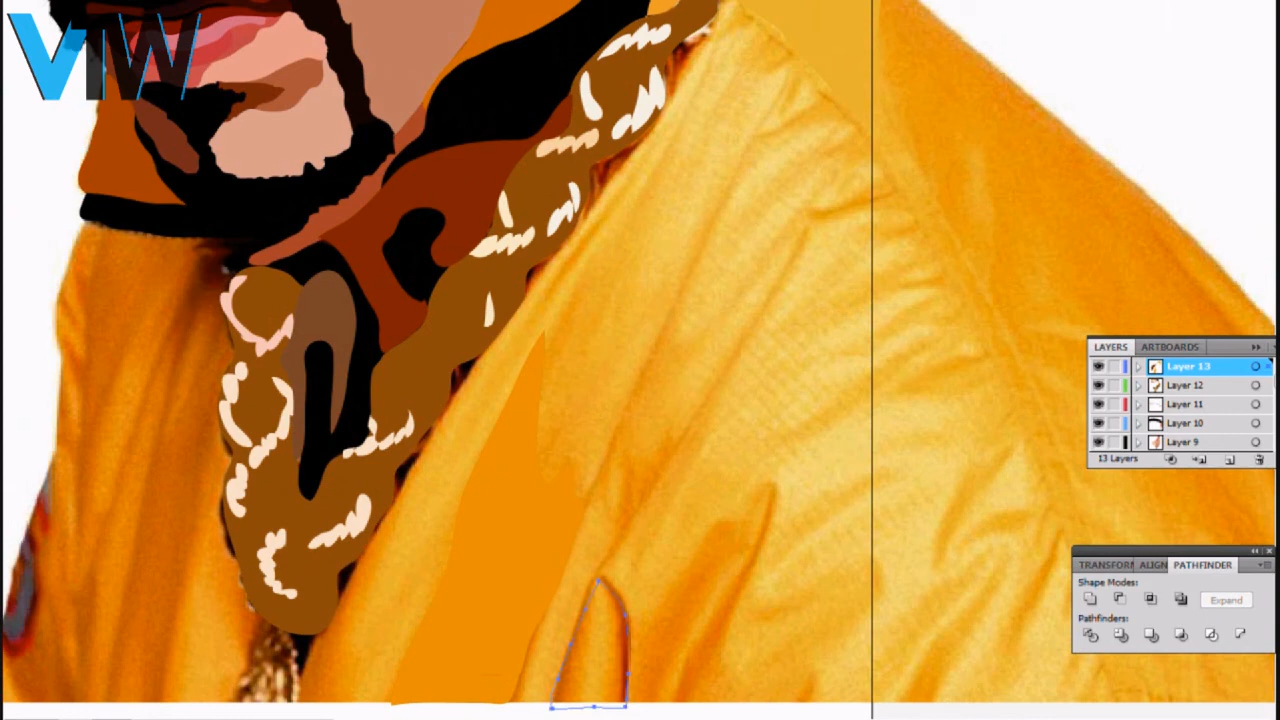 VTW
LAYERS ARTBOARDS
Layer 13
Layer 12
Layer 11
Layer 10
Layer 9
13 Layers
TRANSFORM ALIGN PATHFINDER
Shape Modes:
Expand
Pathfinders: